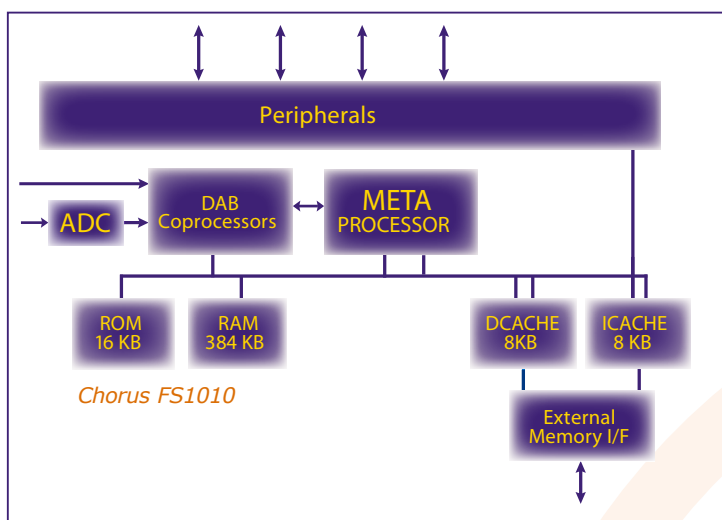 Peripherals
DAB
Coprocessors
META
PROCESSOR
ADC
ROM
16 KB
RAM
384 KB
DCACHE
8KB
ICACHE
8 KB
Chorus FS1010
External
Memory I/F